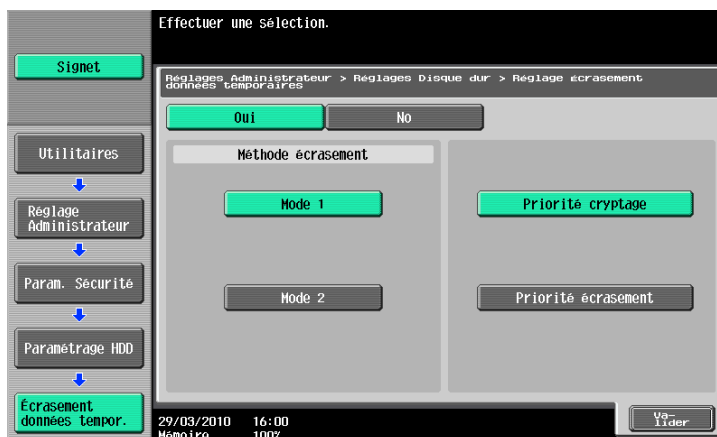 Effectuer une sélection.
Signet
Réglages Administrateur > Réglages Disque dur > Réglage écrasement
données temporaires
Oui
No
Utilitaires
Méthode écrasement
Mode 1
Priorité cryptage
Réglage
Administrateur
Param. Sécurité
Mode 2
Priorité écrasement
Paramétrage HDD
Écrasement
données tempor.
29/03/2010 16:00
Mémoire 100%
Va-
lider